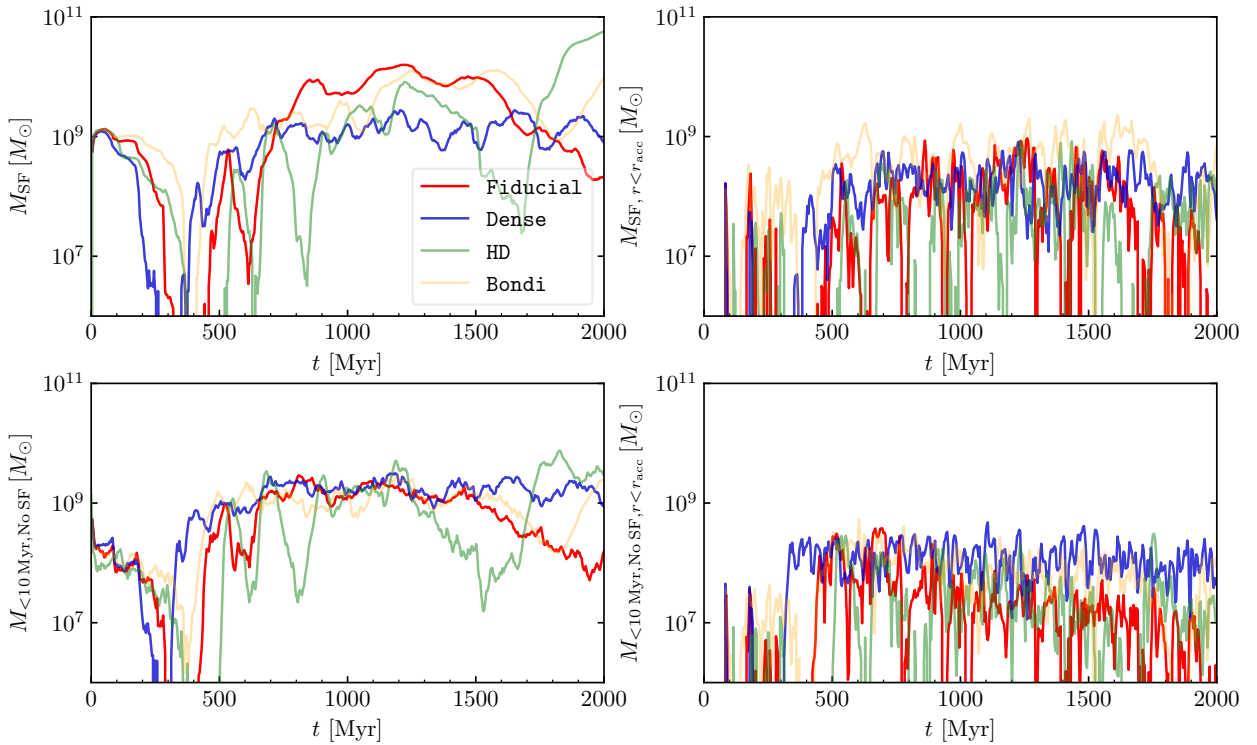 10^11
10^9
10^7
M_SF [M_⊙]
0 500 1000 1500 2000
t [Myr]
Fiducial
Dense
HD
Bondi
10^11
10^9
10^7
M_SF, r<r_acc [M_⊙]
0 500 1000 1500 2000
t [Myr]
10^11
10^9
10^7
M_<10 Myr,No SF [M_⊙]
0 500 1000 1500 2000
t [Myr]
10^11
10^9
10^7
M_<10 Myr,No SF,r<r_acc [M_⊙]
0 500 1000 1500 2000
t [Myr]